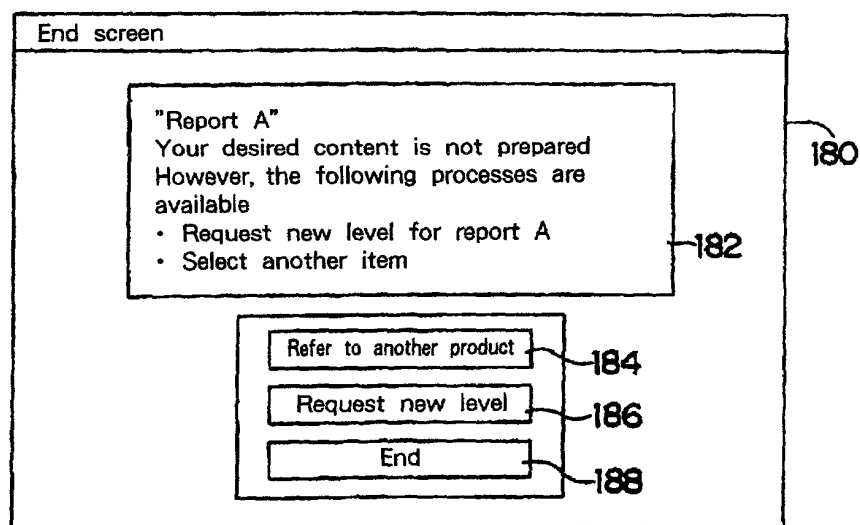 End screen
"Report A"
Your desired content is not prepared
However, the following processes are
available
· Request new level for report A
· Select another item
180
182
Refer to another product
184
Request new level
186
End
188